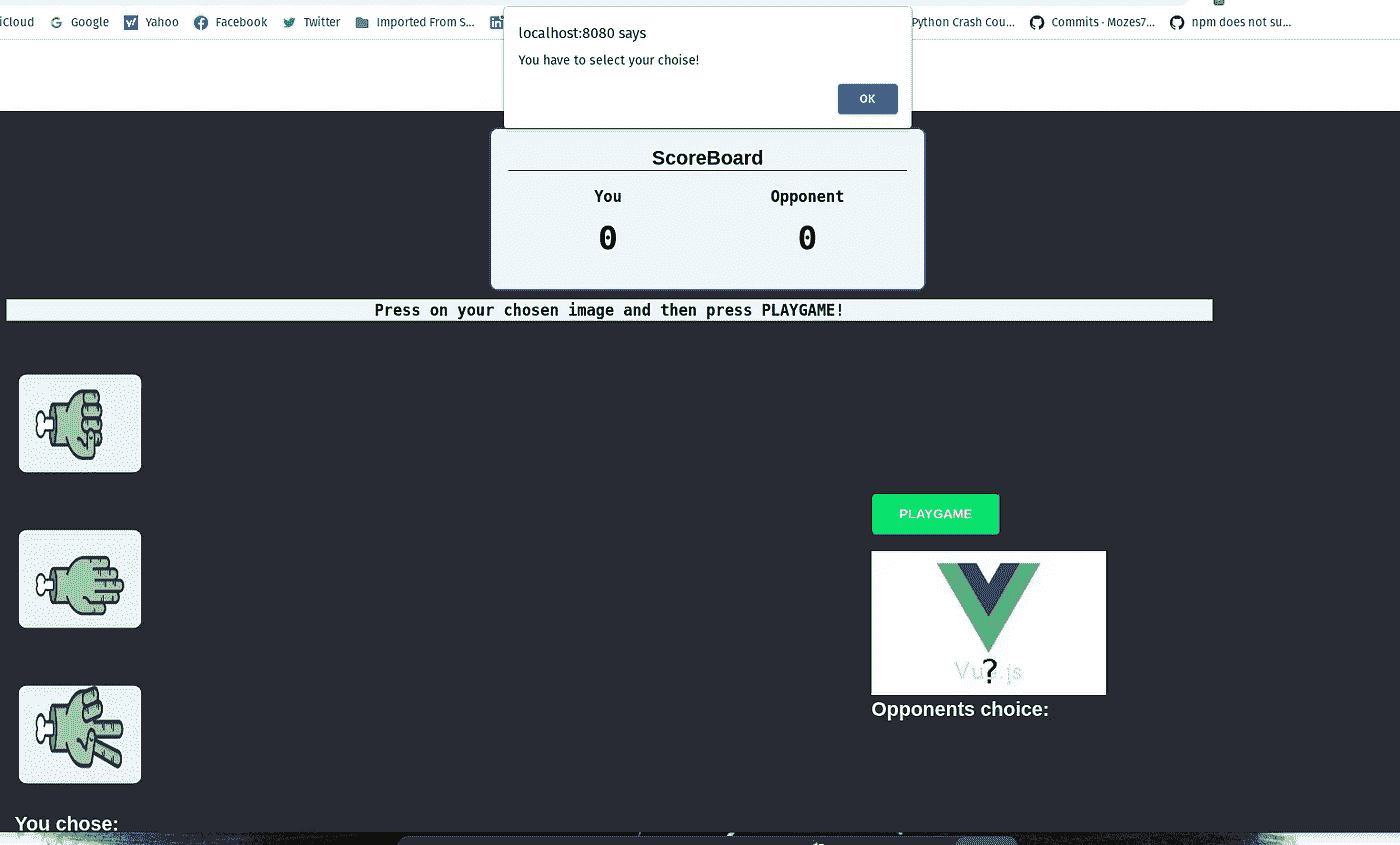 iCloud Google Yahoo Facebook Twitter Imported From S... Python Crash Cou... Commits · Mozes7... npm does not su...
localhost:8080 says
You have to select your choise!
OK
ScoreBoard
You Opponent
0 0
Press on your chosen image and then press PLAYGAME!
PLAYGAME
Vu?.js
Opponents choice:
You chose: